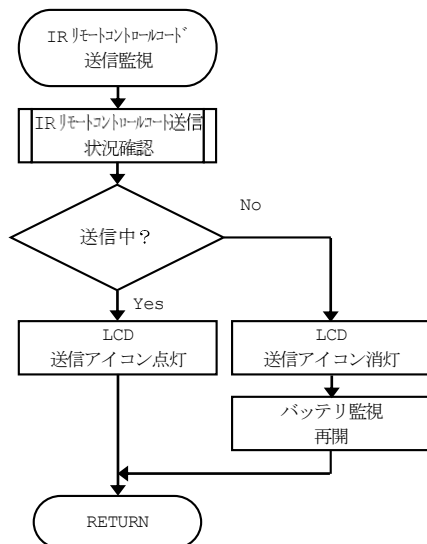 IRリモートコントロールコード
送信監視
IRリモートコントロールコート送信
状況確認
送信中？
No
Yes
LCD
送信アイコン点灯
LCD
送信アイコン消灯
バッテリ監視
再開
RETURN